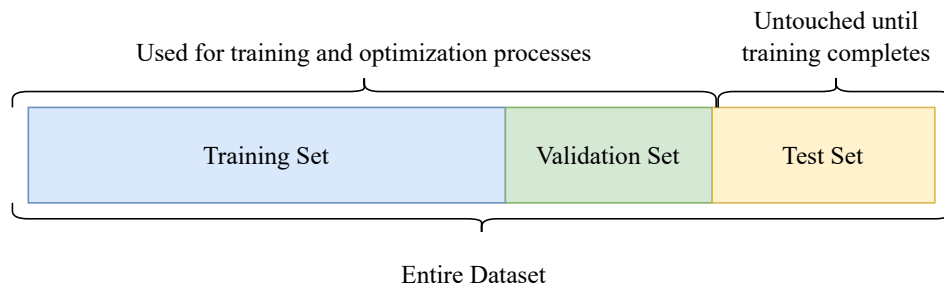 Untouched until
Used for training and optimization processes
training completes
Training Set
Validation Set
Test Set
Entire Dataset